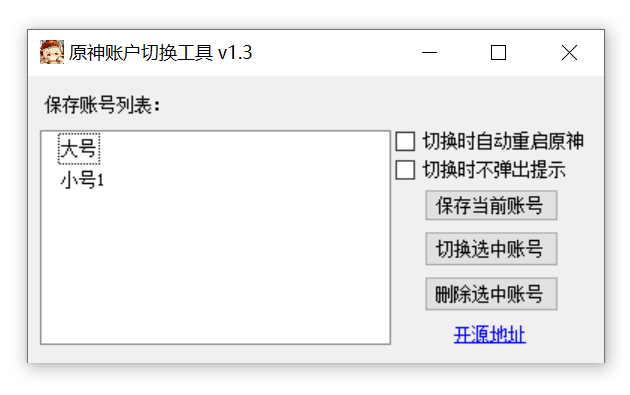 原神账户切换工具 v1.3
保存账号列表：
大号
小号1
切换时自动重启原神
切换时不弹出提示
保存当前账号
切换选中账号
删除选中账号
开源地址